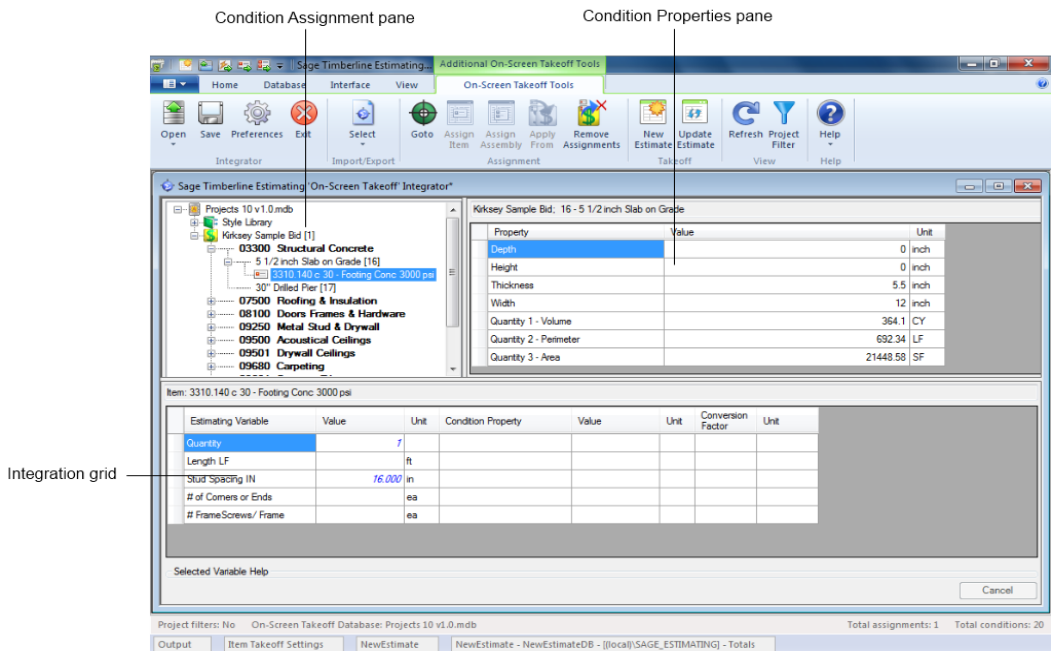 Condition Assignment pane
Condition Properties pane
Sage Timberline Estimating... Additional On-Screen Takeoff Tools
Home Database Interface View On-Screen Takeoff Tools
Open Save Preferences Exit Select Goto Assign Item Assign Assembly Apply From Remove Assignments New Estimate Update Estimate Refresh Project Filter Help
Integrator Import/Export Assignment Takeoff View Help
Sage Timberline Estimating 'On-Screen Takeoff' Integrator*
Projects 10 v1.0.mdb
Style Library
Kirksey Sample Bid [1]
03300 Structural Concrete
5 1/2 inch Slab on Grade [16]
3310.140 c 30 - Footing Conc 3000 psi
30" Drilled Pier [17]
07500 Roofing & Insulation
08100 Doors Frames & Hardware
09250 Metal Stud & Drywall
09500 Acoustical Ceilings
09501 Drywall Ceilings
09680 Carpeting
Kirksey Sample Bid; 16 - 5 1/2 inch Slab on Grade
Property Value Unit
Depth 0 inch
Height 0 inch
Thickness 5.5 inch
Width 12 inch
Quantity 1 - Volume 364.1 CY
Quantity 2 - Perimeter 692.34 LF
Quantity 3 - Area 21448.58 SF
Item: 3310.140 c 30 - Footing Conc 3000 psi
Estimating Variable Value Unit Condition Property Value Unit Conversion Factor Unit
Quantity 1
Length LF ft
Integration grid
Stud Spacing IN 16.000 in
# of Corners or Ends ea
# FrameScrews/ Frame ea
Selected Variable Help
Cancel
Project filters: No On-Screen Takeoff Database: Projects 10 v1.0.mdb Total assignments: 1 Total conditions: 20
Output Item Takeoff Settings NewEstimate NewEstimate - NewEstimateDB - [(local)\SAGE_ESTIMATING] - Totals